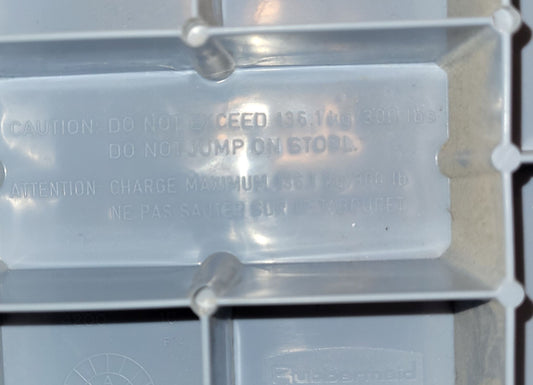 CAUTION: DO NOT EXCEED 136.1 kg/300 lbs
DO NOT JUMP ON STOOL.
ATTENTION: CHARGE MAXIMUM 136.1 kg/300 lb
NE PAS SAUTER SUR LE TABOURET
Rubbermaid